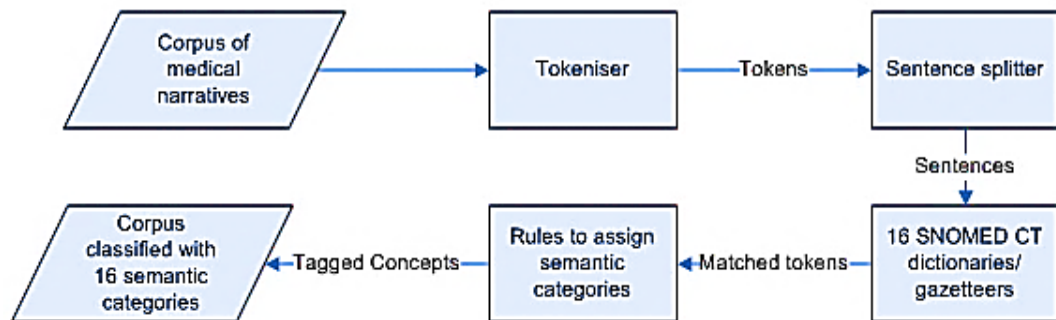 Corpus of
medical
narratives
Tokeniser
Tokens
Sentence splitter
Sentences
16 SNOMED CT
dictionaries/
gazetteers
Matched tokens
Rules to assign
semantic
categories
Tagged Concepts
Corpus
classified with
16 semantic
categories